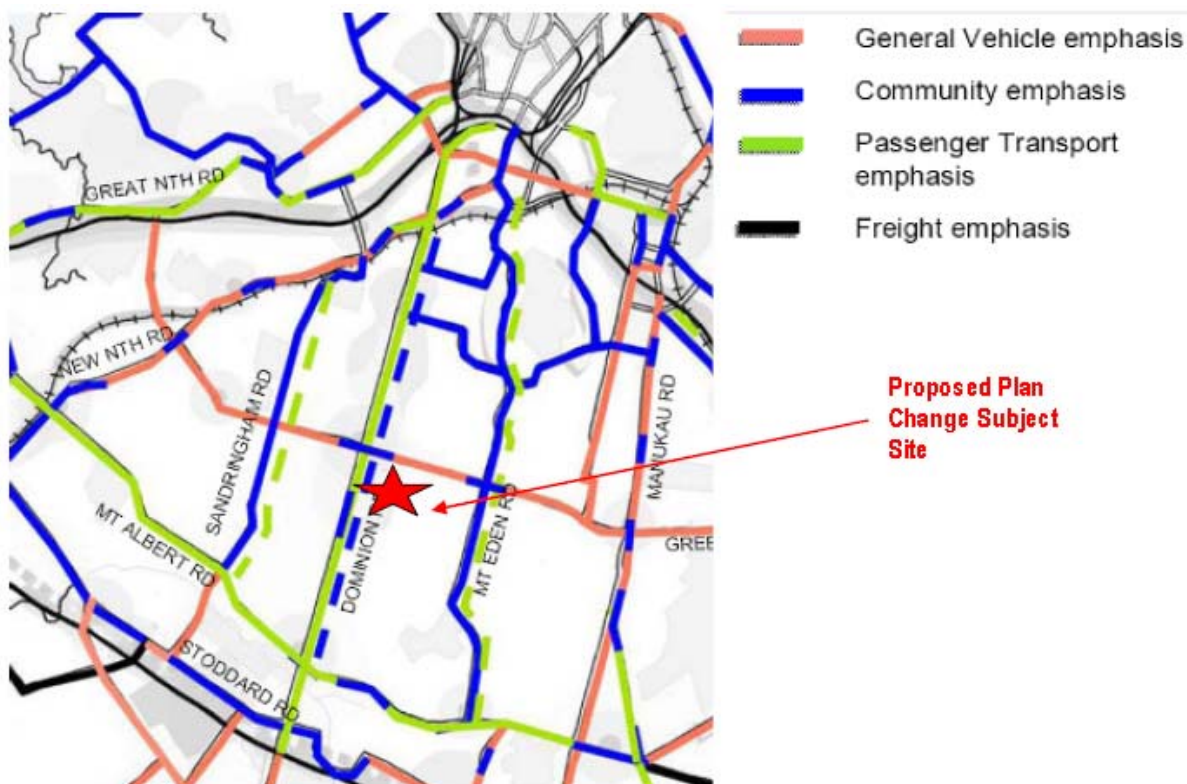 General Vehicle emphasis
Community emphasis
Passenger Transport
emphasis
Freight emphasis
GREAT NTH RD
NEW NTH RD
SANDRINGHAM RD
MT ALBERT RD
DOMINION
MT EDEN RD
MANUKAU RD
GREE
STODDARD RD
Proposed Plan
Change Subject
Site